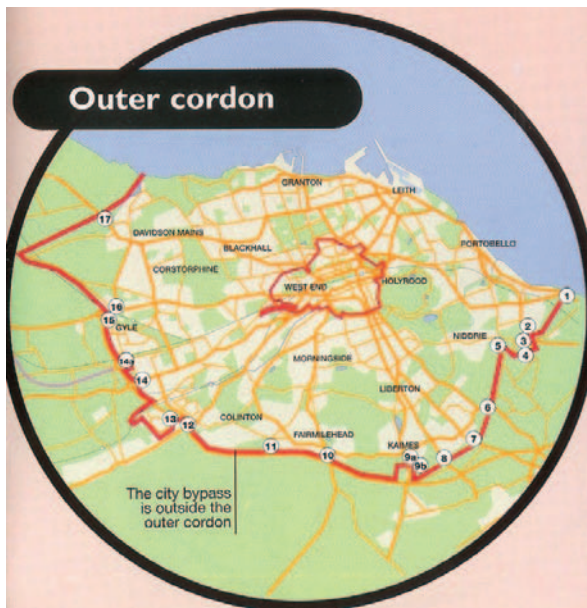 Outer cordon
GRANTON
LEITH
17
DAVIDSON MAINS
BLACKHALL
PORTOBELLO
CORSTORPHINE
WEST END
HOLYROOD
1
16
15
GYLE
2
3
4
5
NIDDRIE
14a
14
MORNINGSIDE
LIBERTON
6
13
12
COLINTON
FAIRMILEHEAD
KAIMES
7
11
10
9a
9b
8
The city bypass
is outside the
outer cordon